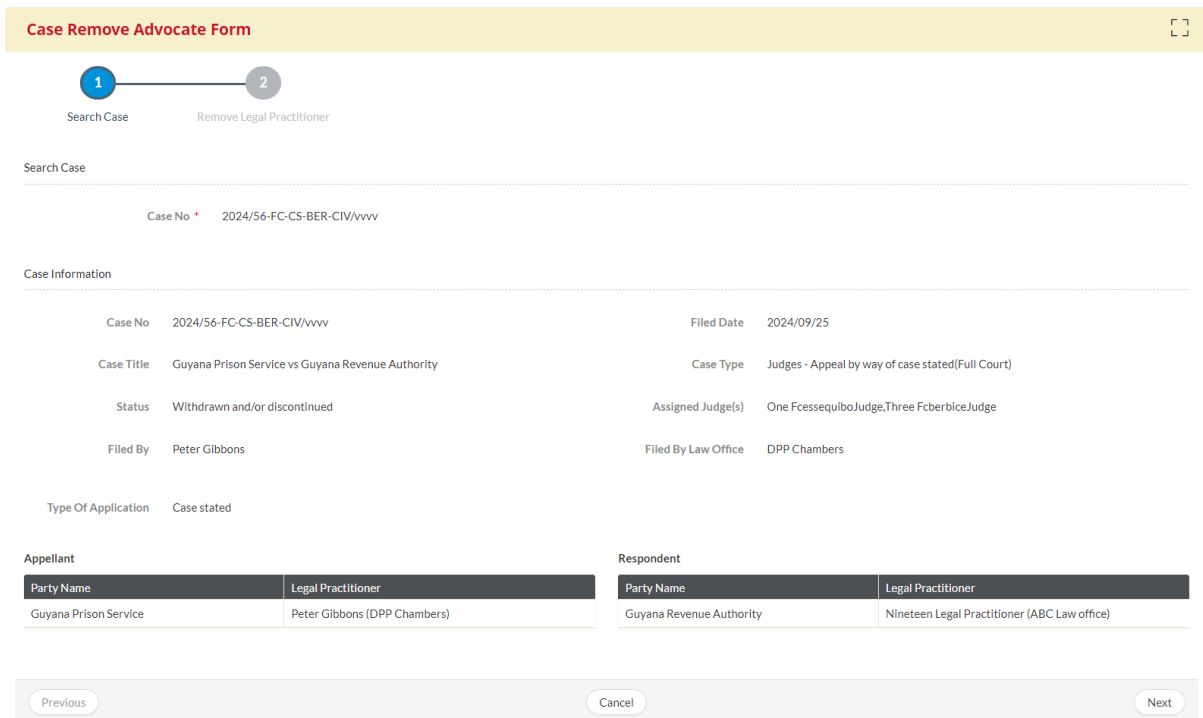 Case Remove Advocate Form
1
2
Search Case
Remove Legal Practitioner
Search Case
Case No * 2024/56-FC-CS-BER-CIV/vvvv
Case Information
Case No 2024/56-FC-CS-BER-CIV/vvvv
Filed Date 2024/09/25
Case Title Guyana Prison Service vs Guyana Revenue Authority
Case Type Judges - Appeal by way of case stated(Full Court)
Status Withdrawn and/or discontinued
Assigned Judge(s) One FcessequiboJudge,Three FcberbiceJudge
Filed By Peter Gibbons
Filed By Law Office DPP Chambers
Type Of Application Case stated
Appellant
Party Name Legal Practitioner
Guyana Prison Service Peter Gibbons (DPP Chambers)
Respondent
Party Name Legal Practitioner
Guyana Revenue Authority Nineteen Legal Practitioner (ABC Law office)
Previous
Cancel
Next